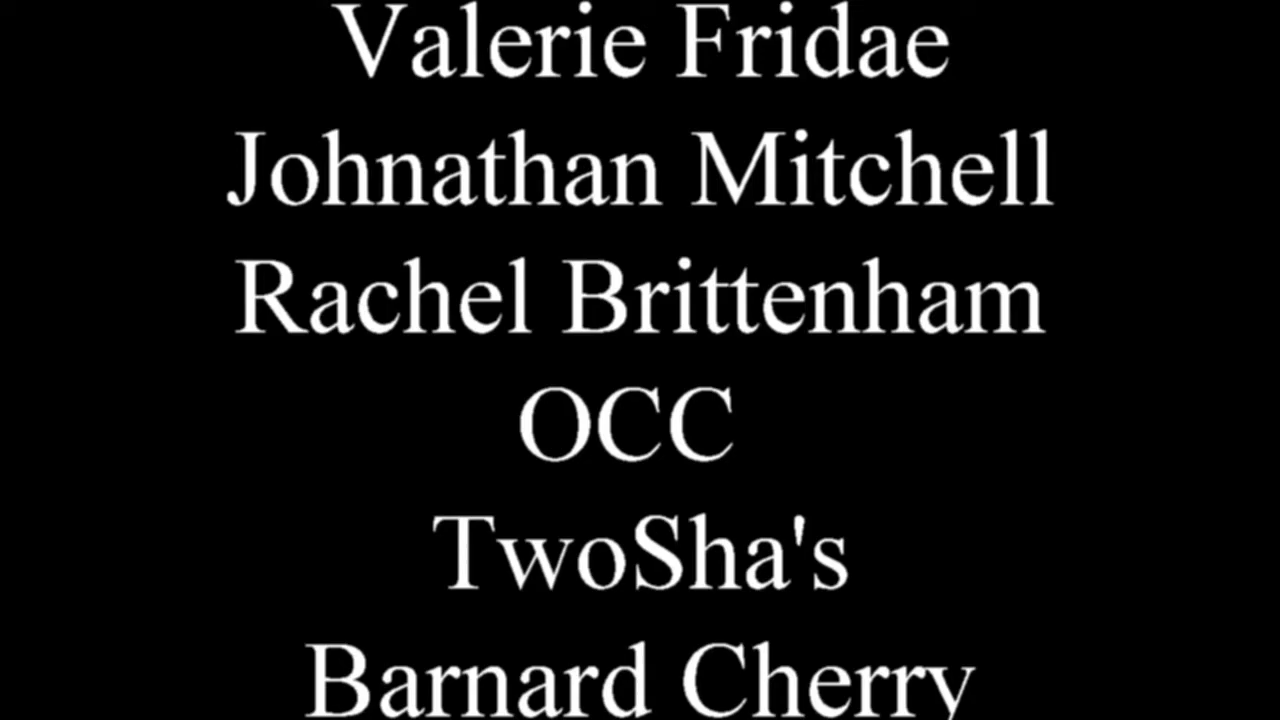 Valerie Fridae
Johnathan Mitchell
Rachel Brittenham
OCC
TwoSha's
Barnard Cherry